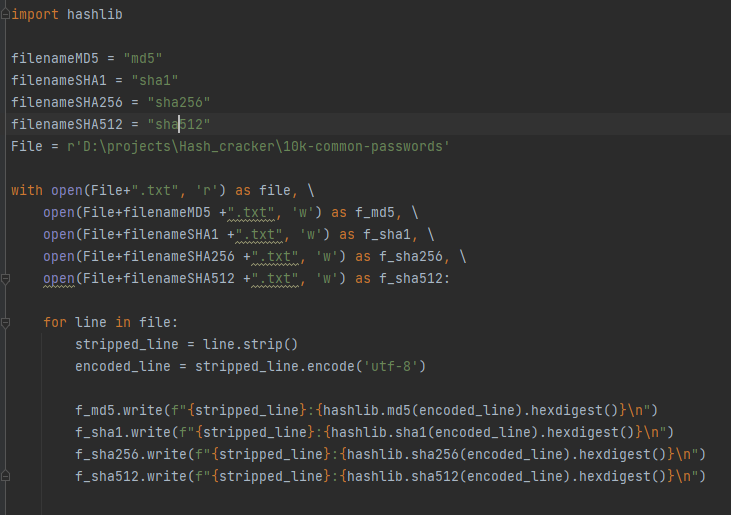 import hashlib
filenameMD5 = "md5"
filenameSHA1 = "sha1"
filenameSHA256 = "sha256"
filenameSHA512 = "sha512"
File = r'D:\projects\Hash_cracker\10k-common-passwords'
with open(File+".txt", 'r') as file, \
    open(File+filenameMD5 +".txt", 'w') as f_md5, \
    open(File+filenameSHA1 +".txt", 'w') as f_sha1, \
    open(File+filenameSHA256 +".txt", 'w') as f_sha256, \
    open(File+filenameSHA512 +".txt", 'w') as f_sha512:
    for line in file:
        stripped_line = line.strip()
        encoded_line = stripped_line.encode('utf-8')
        f_md5.write(f"{stripped_line}:{hashlib.md5(encoded_line).hexdigest()}\n")
        f_sha1.write(f"{stripped_line}:{hashlib.sha1(encoded_line).hexdigest()}\n")
        f_sha256.write(f"{stripped_line}:{hashlib.sha256(encoded_line).hexdigest()}\n")
        f_sha512.write(f"{stripped_line}:{hashlib.sha512(encoded_line).hexdigest()}\n")